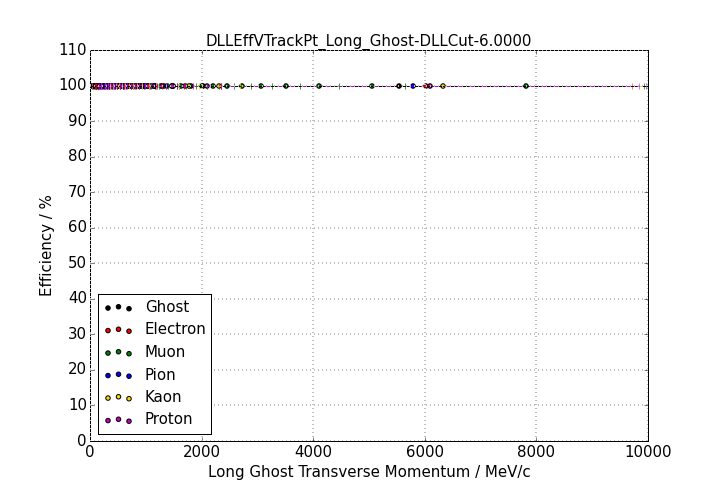 DLLEffVTrackPt_Long_Ghost-DLLCut-6.0000
110
100
90
80
70
60
50
40
30
20
10
0
Efficiency / %
Ghost
Electron
Muon
Pion
Kaon
Proton
0 2000 4000 6000 8000 10000
Long Ghost Transverse Momentum / MeV/c